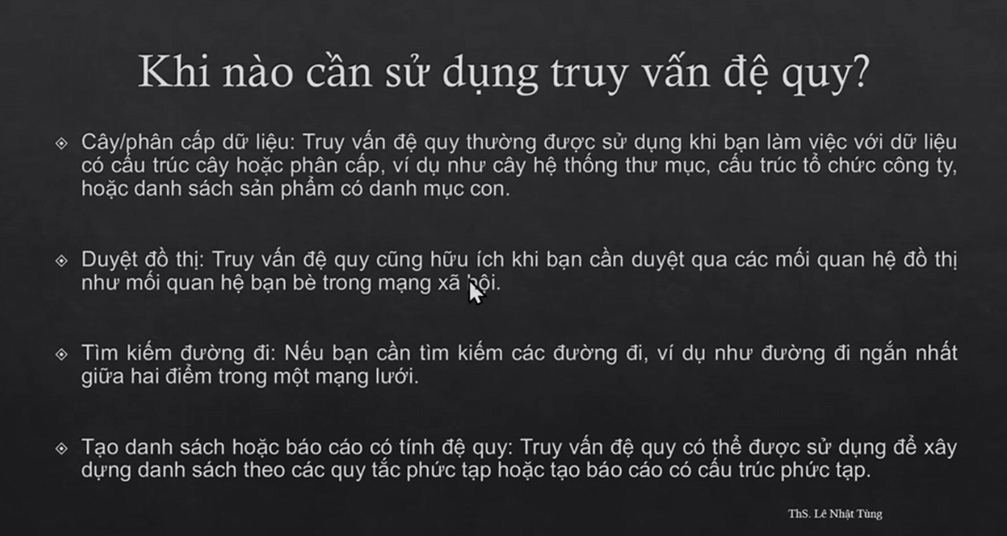 Khi nào cần sử dụng truy vấn đệ quy?
Cây/phân cấp dữ liệu: Truy vấn đệ quy thường được sử dụng khi bạn làm việc với dữ liệu
có cấu trúc cây hoặc phân cấp, ví dụ như cây hệ thống thư mục, cấu trúc tổ chức công ty,
hoặc danh sách sản phẩm có danh mục con.
Duyệt đồ thị: Truy vấn đệ quy cũng hữu ích khi bạn cần duyệt qua các mối quan hệ đồ thị
như mối quan hệ bạn bè trong mạng xã hội.
Tìm kiếm đường đi: Nếu bạn cần tìm kiếm các đường đi, ví dụ như đường đi ngắn nhất
giữa hai điểm trong một mạng lưới.
Tạo danh sách hoặc báo cáo có tính đệ quy: Truy vấn đệ quy có thể được sử dụng để xây
dựng danh sách theo các quy tắc phức tạp hoặc tạo báo cáo có cấu trúc phức tạp.
ThS. Lê Nhật Tùng